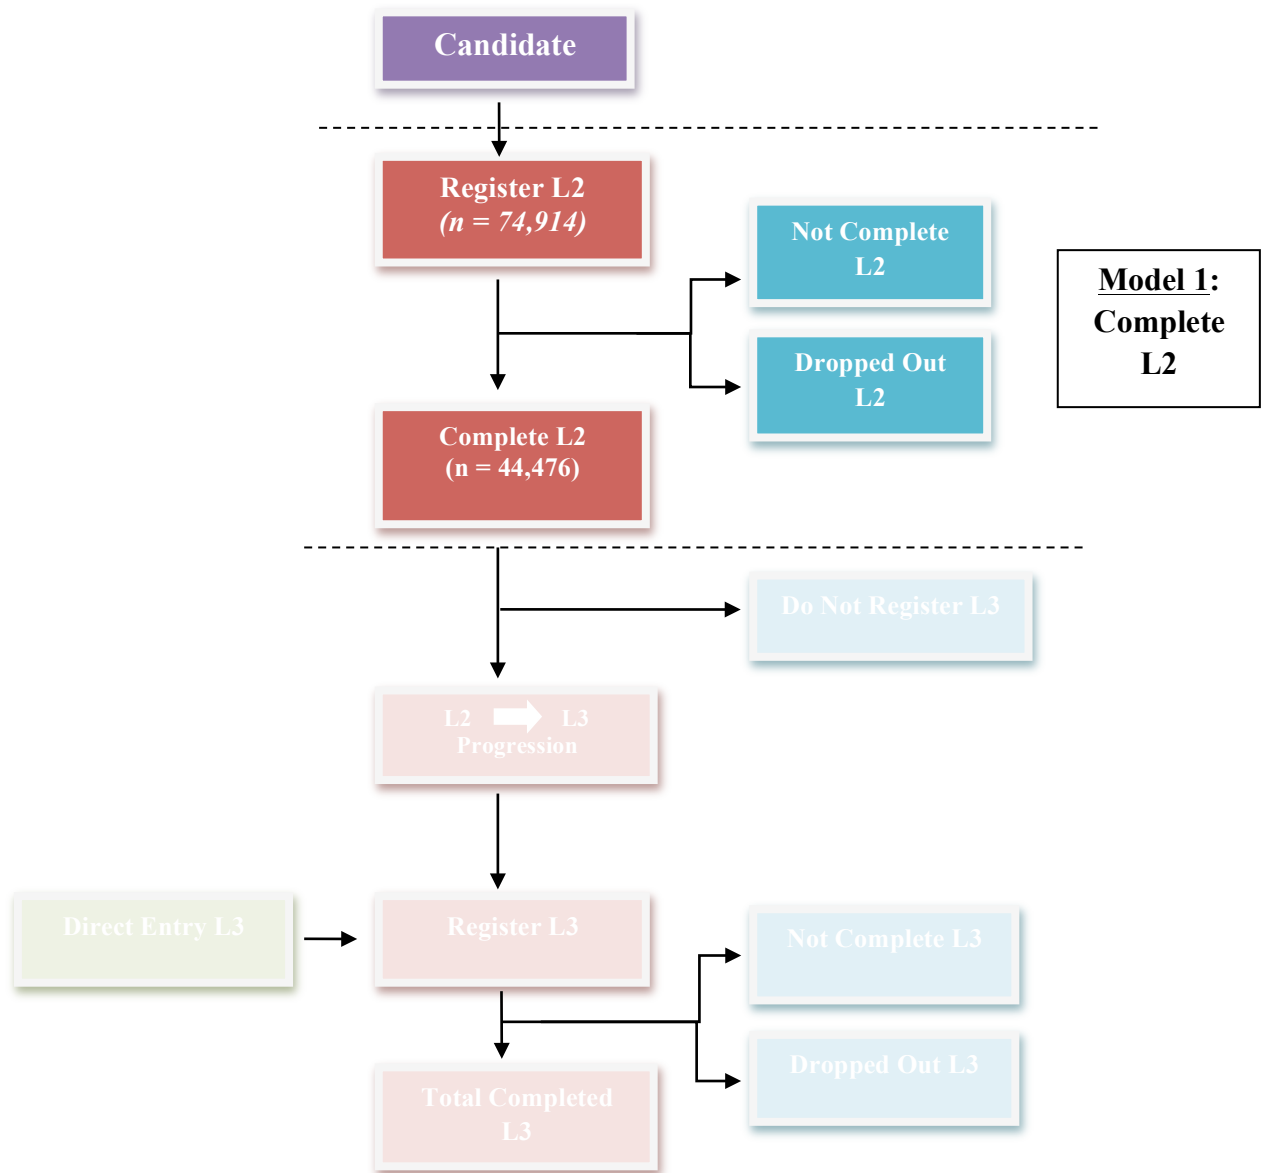 Candidate
Register L2
(n = 74,914)
Not Complete
L2
Model 1:
Complete
L2
Dropped Out
L2
Complete L2
(n = 44,476)
Do Not Register L3
L2 L3
Progression
Direct Entry L3
Register L3
Not Complete L3
Dropped Out L3
Total Completed
L3